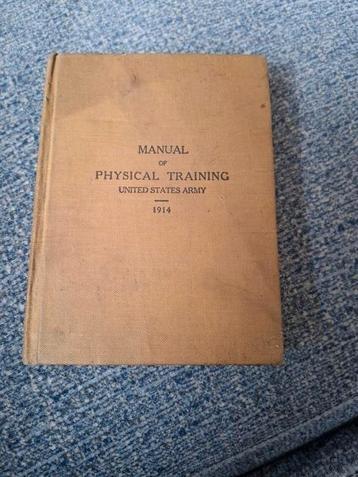 MANUAL
OF
PHYSICAL TRAINING
UNITED STATES ARMY
1914